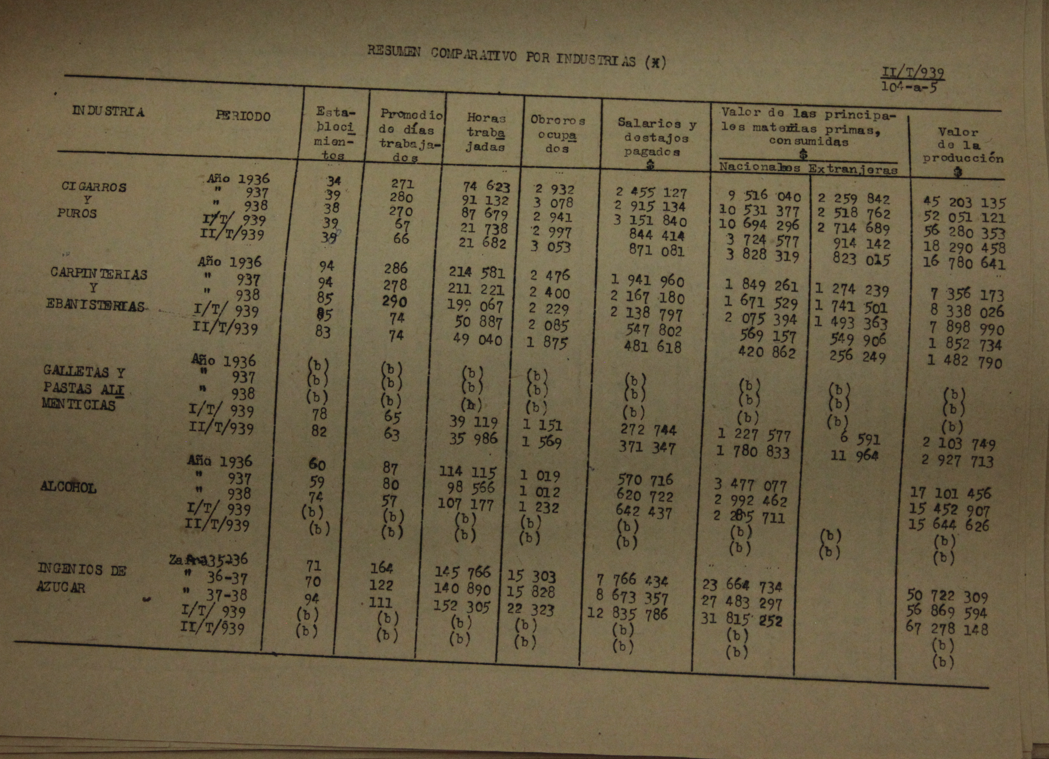 RESUMEN COMPARATIVO POR INDUSTRIAS (X)
II/T/939
104-a-5
INDUSTRIA PERIODO Esta-bleci mien-tos Promedio de días trabaja-dos Horas traba jadas Obreros ocupa dos Salarios y destajos pagados $ Valor de las principa-les materias primas, consumidas $ Nacionales Extranjeras Valor de la producción $
CIGARROS Y PUROS
Año 1936 34 271 74 623 2 932 2 455 127 9 516 040 2 259 842 45 203 135
" 937 39 280 91 132 3 078 2 915 134 10 531 377 2 518 762 52 051 121
" 938 38 270 87 679 2 941 3 151 840 10 694 296 2 714 689 56 280 353
I/T/ 939 39 67 21 738 2 997 844 414 3 724 577 914 142 18 290 458
II/T/939 39 66 21 682 3 053 871 081 3 828 319 823 015 16 780 641
CARPINTERIAS Y EBANISTERIAS
Año 1936 94 286 214 581 2 476 1 941 960 1 849 261 1 274 239 7 356 173
" 937 94 278 211 221 2 400 2 167 180 1 671 529 1 741 501 8 338 026
" 938 85 290 199 067 2 229 2 138 797 2 075 394 1 493 363 7 898 990
I/T/ 939 85 74 50 887 2 085 547 802 569 157 549 906 1 852 734
II/T/939 83 74 49 040 1 875 481 618 420 862 256 249 1 482 790
GALLETAS Y PASTAS ALI MENTICIAS
Año 1936 (b) (b) (b) (b) (b) (b) (b) (b)
" 937 (b) (b) (b) (b) (b) (b) (b) (b)
" 938 (b) (b) (b) (b) (b) (b) (b) (b)
I/T/ 939 78 65 39 119 1 151 272 744 1 227 577 6 591 2 103 749
II/T/939 82 63 35 986 1 569 371 347 1 780 833 11 964 2 927 713
ALCOHOL
Año 1936 60 87 114 115 1 019 570 716 3 477 077 17 101 456
" 937 59 80 98 566 1 012 620 722 2 992 462 15 452 907
" 938 74 57 107 177 1 232 642 437 2 285 711 15 644 626
I/T/ 939 (b) (b) (b) (b) (b) (b) (b) (b)
II/T/939 (b) (b) (b) (b) (b) (b) (b) (b)
INGENIOS DE AZUCAR
Zafra 35-36 71 164 145 766 15 303 7 766 434 23 664 734 50 722 309
" 36-37 70 122 140 890 15 828 8 673 357 27 483 297 56 869 594
" 37-38 94 111 152 305 22 323 12 835 786 31 815 252 67 278 148
I/T/ 939 (b) (b) (b) (b) (b) (b) (b)
II/T/939 (b) (b) (b) (b) (b) (b) (b)